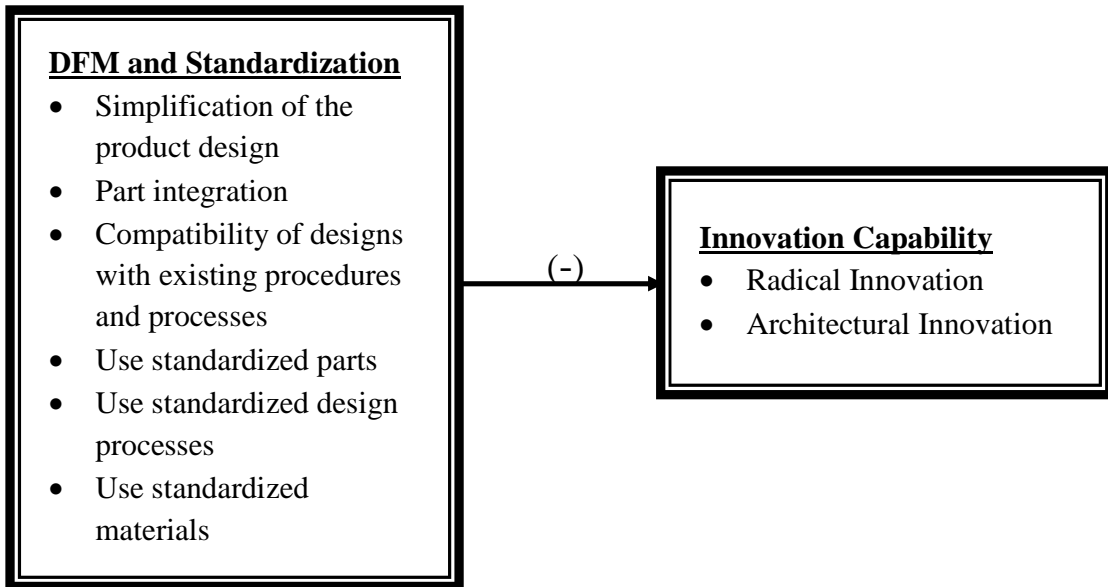 DFM and Standardization
• Simplification of the
product design
• Part integration
• Compatibility of designs
with existing procedures
and processes
• Use standardized parts
• Use standardized design
processes
• Use standardized
materials
(-)
Innovation Capability
• Radical Innovation
• Architectural Innovation